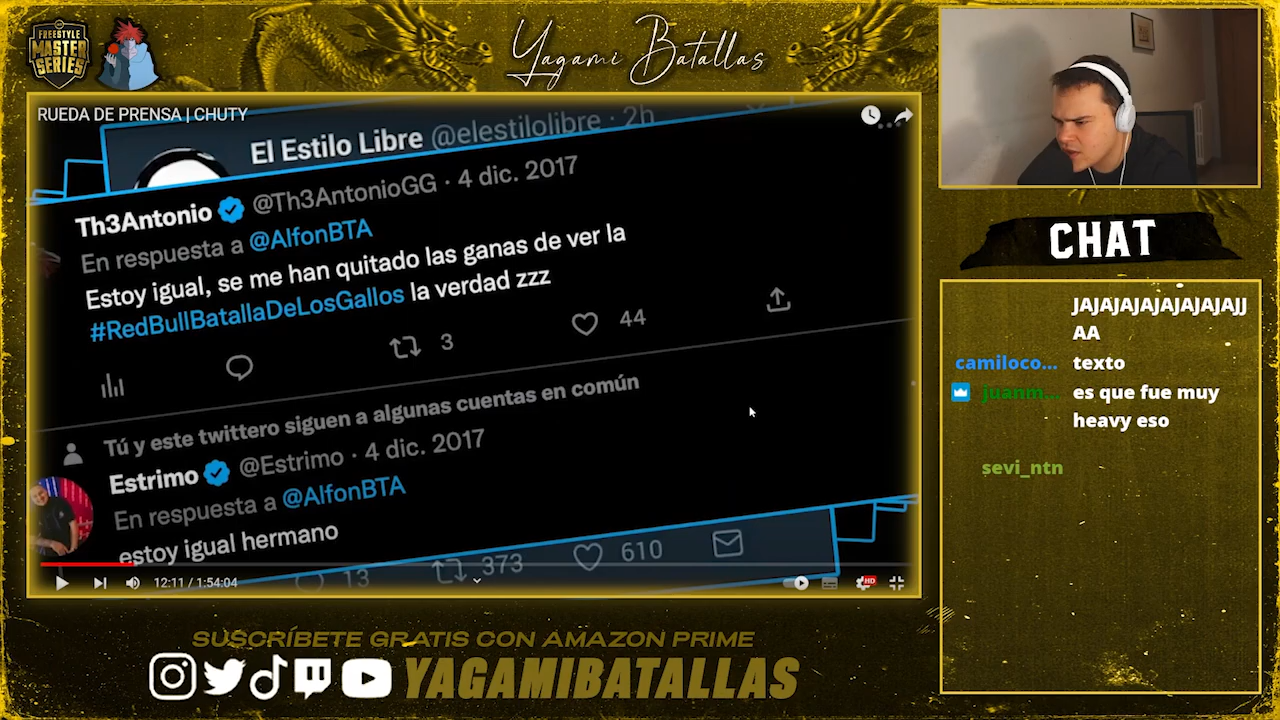 FREESTYLE
MASTER
SERIES
Yagami Batallas
RUEDA DE PRENSA | CHUTY
El Estilo Libre @elestilolibre · 2h
Th3Antonio @Th3AntonioGG · 4 dic. 2017
En respuesta a @AlfonBTA
Estoy igual, se me han quitado las ganas de ver la
#RedBullBatallaDeLosGallos la verdad zzz
3
44
Tú y este twittero siguen a algunas cuentas en común
Estrimo @Estrimo · 4 dic. 2017
En respuesta a @AlfonBTA
estoy igual hermano
13
373
610
12:11 / 1:54:04
HD
CHAT
JAJAJAJAJAJAJAJJ
AA
camiloco... texto
juanm... es que fue muy
heavy eso
sevi_ntn
SUSCRÍBETE GRATIS CON AMAZON PRIME
YAGAMIBATALLAS